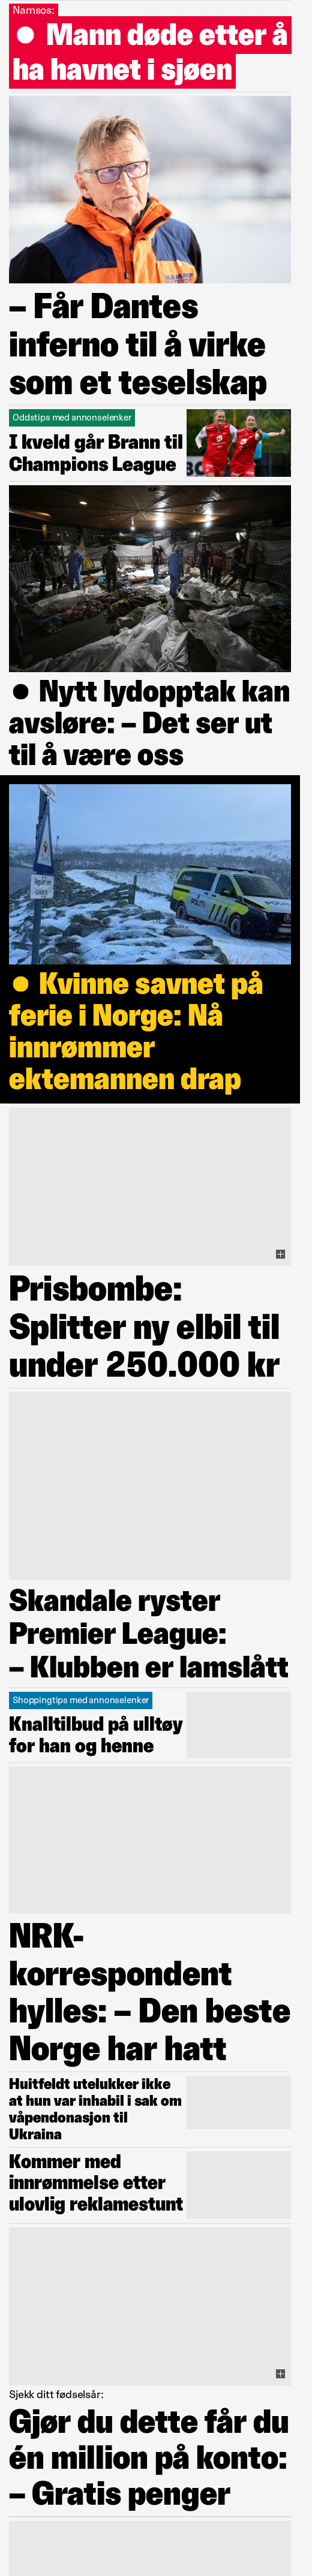 Namsos:
● Mann døde etter å
ha havnet i sjøen
– Får Dantes
inferno til å virke
som et teselskap
Oddstips med annonselenker
I kveld går Brann til
Champions League
● Nytt lydopptak kan
avsløre: – Det ser ut
til å være oss
POLITI
● Kvinne savnet på
ferie i Norge: Nå
innrømmer
ektemannen drap
Prisbombe:
Splitter ny elbil til
under 250.000 kr
Skandale ryster
Premier League:
– Klubben er lamslått
Shoppingtips med annonselenker
Knalltilbud på ulltøy
for han og henne
NRK-
korrespondent
hylles: – Den beste
Norge har hatt
Huitfeldt utelukker ikke
at hun var inhabil i sak om
våpendonasjon til
Ukraina
Kommer med
innrømmelse etter
ulovlig reklamestunt
Sjekk ditt fødselsår:
Gjør du dette får du
én million på konto:
– Gratis penger